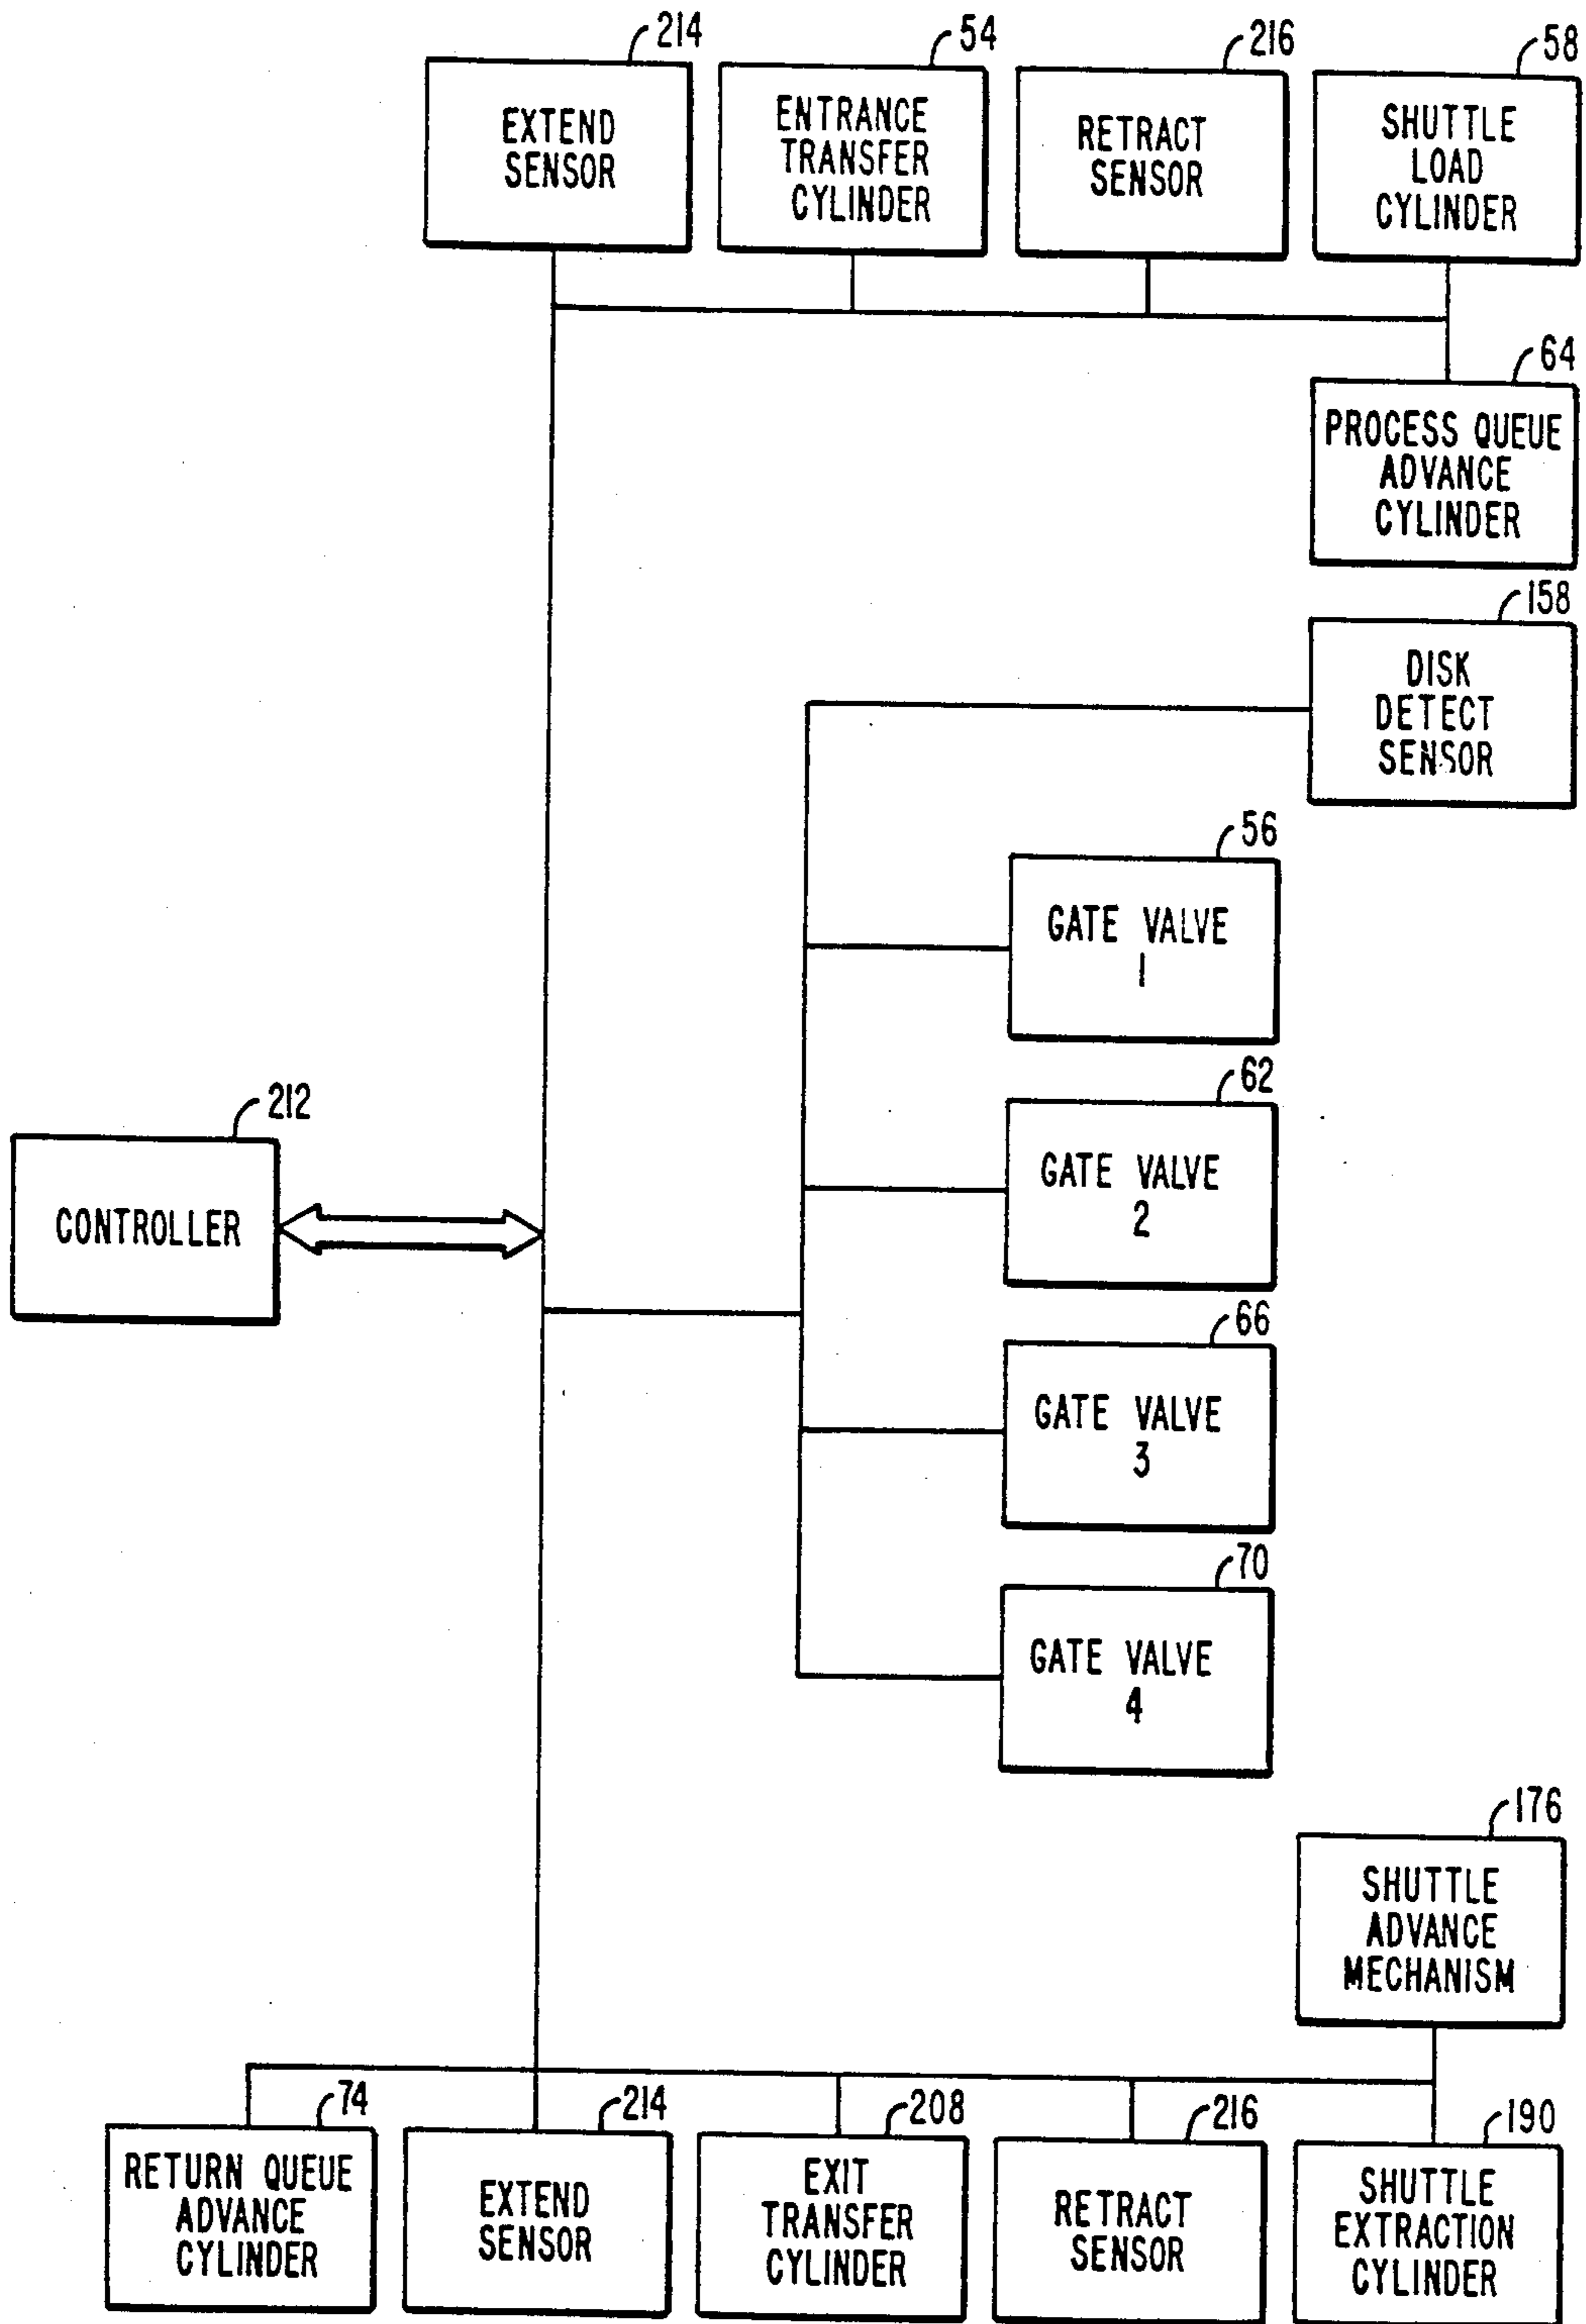 214
EXTEND
SENSOR
54
ENTRANCE
TRANSFER
CYLINDER
216
RETRACT
SENSOR
58
SHUTTLE
LOAD
CYLINDER
64
PROCESS QUEUE
ADVANCE
CYLINDER
158
DISK
DETECT
SENSOR
56
GATE VALVE
1
62
GATE VALVE
2
212
CONTROLLER
66
GATE VALVE
3
70
GATE VALVE
4
176
SHUTTLE
ADVANCE
MECHANISM
74
RETURN QUEUE
ADVANCE
CYLINDER
214
EXTEND
SENSOR
208
EXIT
TRANSFER
CYLINDER
216
RETRACT
SENSOR
190
SHUTTLE
EXTRACTION
CYLINDER